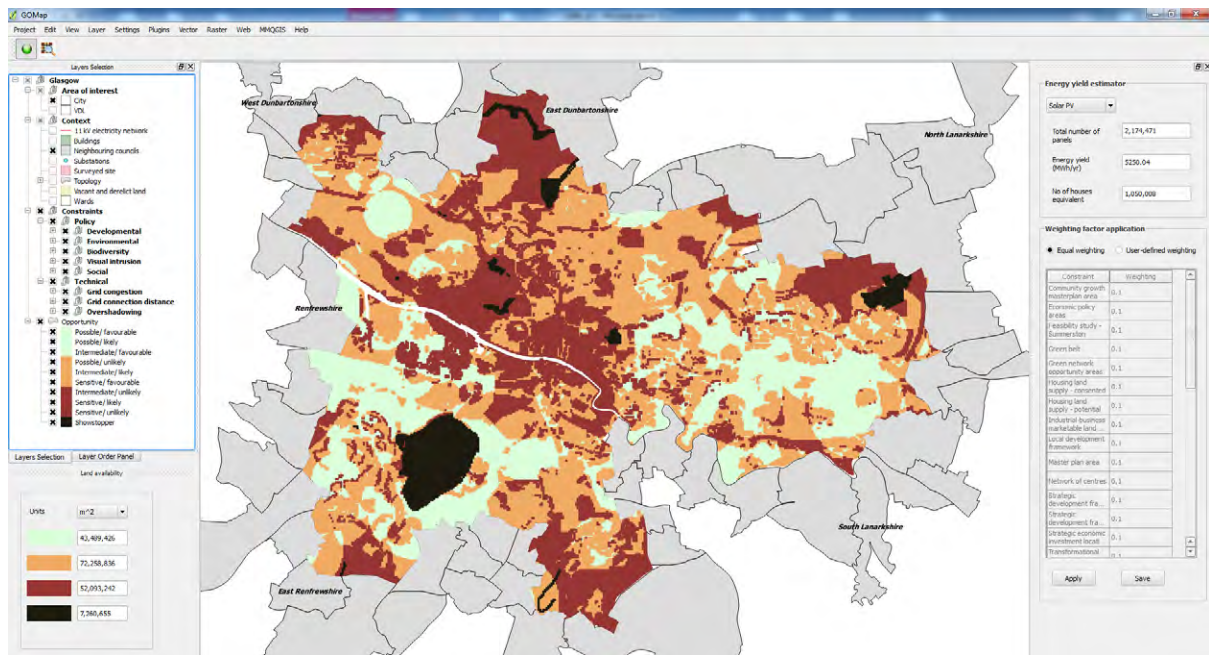 GOMap
Project Edit View Layer Settings Plugins Vector Raster Web MMQGIS Help
Layers Selection
Glasgow
Area of interest
City
VDL
Context
11 kV electricity network
Buildings
Neighbouring councils
Substations
Surveyed site
Topology
Vacant and derelict land
Wards
Constraints
Policy
Developmental
Environmental
Biodiversity
Visual intrusion
Social
Technical
Grid congestion
Grid connection distance
Overshadowing
Opportunity
Possible/ favourable
Possible/ likely
Intermediate/ favourable
Possible/ unlikely
Intermediate/ likely
Sensitive/ favourable
Intermediate/ unlikely
Sensitive/ likely
Sensitive/ unlikely
Showstopper
Layers Selection Layer Order Panel
Land availability
Units m^2
72,258,836
52,093,242
West Dunbartonshire
East Dunbartonshire
North Lanarkshire
Renfrewshire
South Lanarkshire
East Renfrewshire
Energy yield estimator
Solar PV
Total number of
panels
2,174,471
Energy yield
(MWh/yr)
5250.04
No of houses
equivalent
1,050,008
Weighting factor application
Equal weighting User-defined weighting
Constraint Weighting
Community growth
masterplan area 0.1
Economic policy
areas 0.1
Feasibility study -
Summerston 0.1
Green belt 0.1
Green network
opportunity areas 0.1
Housing land
supply - consented 0.1
Housing land
supply - potential 0.1
Industrial business
marketable land ... 0.1
Local development
framework 0.1
Master plan area 0.1
Network of centres 0.1
Strategic
development fra... 0.1
Strategic
development fra... 0.1
Strategic economic
investment locati 0.1
Transformational 0.1
Apply Save